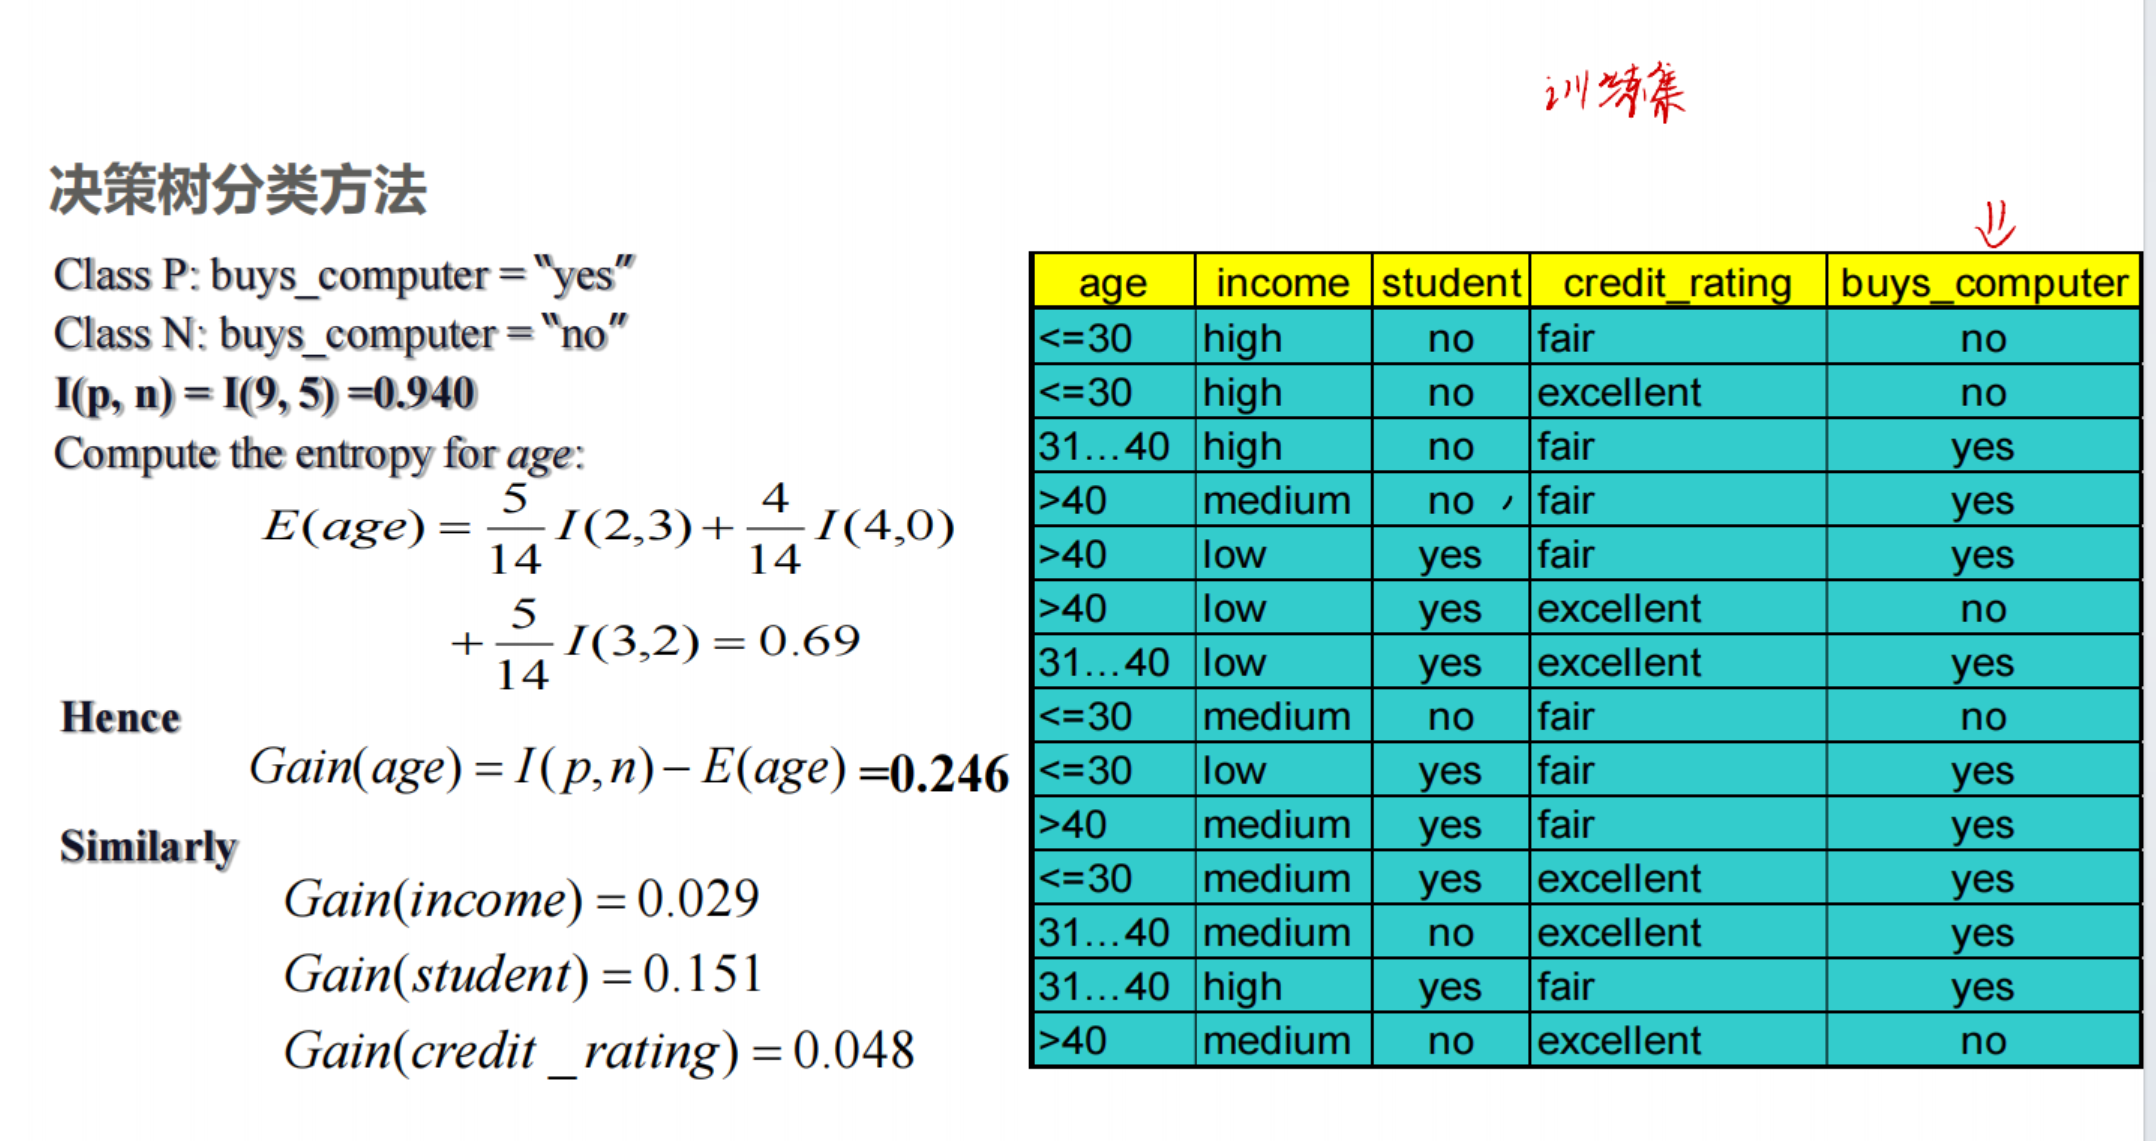 训练集
决策树分类方法
Class P: buys_computer = "yes"
Class N: buys_computer = "no"
I(p, n) = I(9, 5) =0.940
Compute the entropy for age:
E(age) = 5/14 I(2,3) + 4/14 I(4,0)
+ 5/14 I(3,2) = 0.69
Hence
Gain(age) = I(p,n) − E(age) =0.246
Similarly
Gain(income) = 0.029
Gain(student) = 0.151
Gain(credit_rating) = 0.048
age income student credit_rating buys_computer
<=30 high no fair no
<=30 high no excellent no
31…40 high no fair yes
>40 medium no fair yes
>40 low yes fair yes
>40 low yes excellent no
31…40 low yes excellent yes
<=30 medium no fair no
<=30 low yes fair yes
>40 medium yes fair yes
<=30 medium yes excellent yes
31…40 medium no excellent yes
31…40 high yes fair yes
>40 medium no excellent no